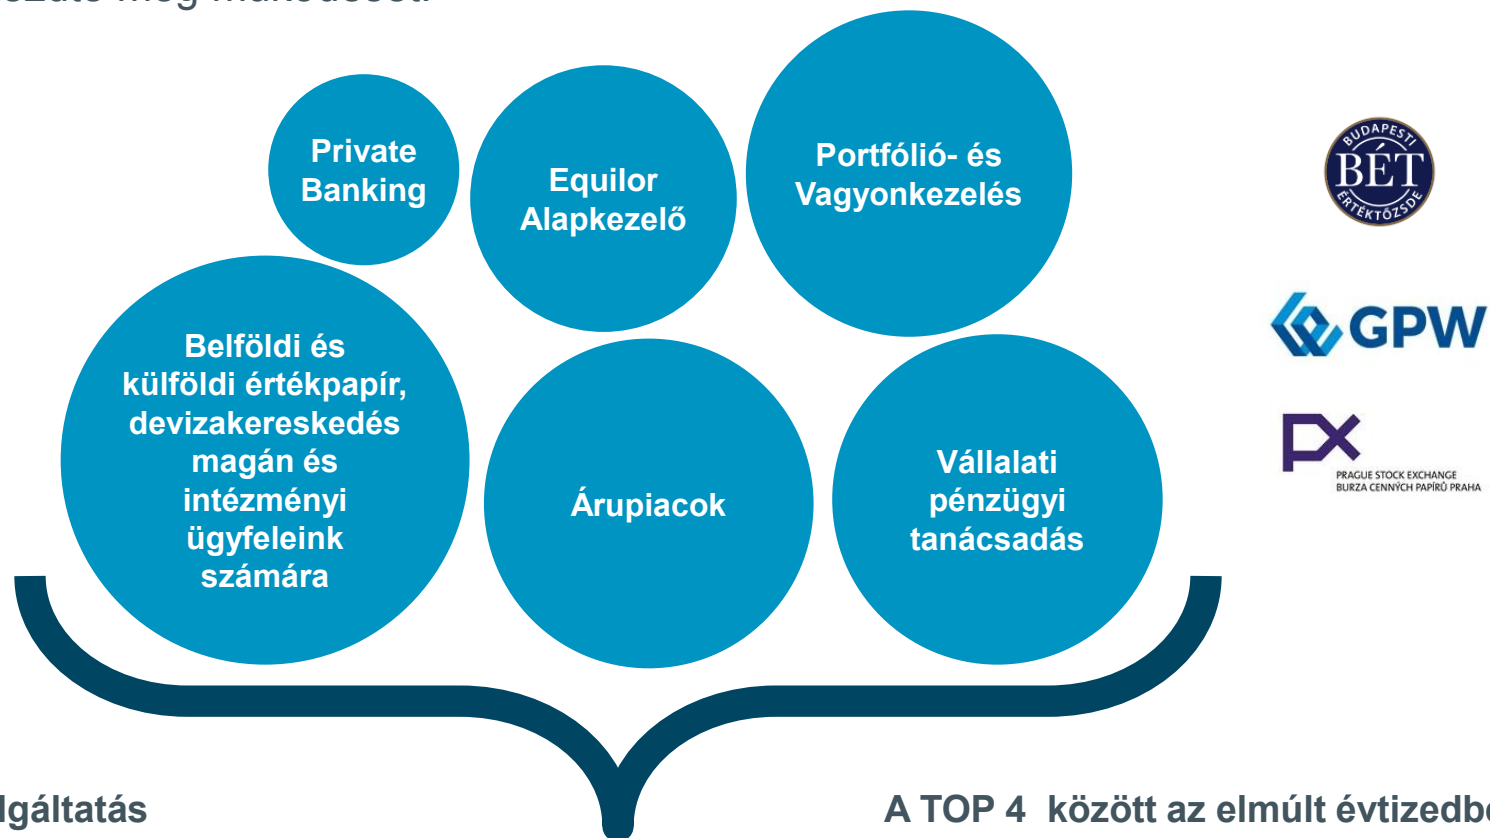 meg működését.
Private
Banking
Equilor
Alapkezelő
Portfólió- és
Vagyonkezelés
Belföldi és
külföldi értékpapír,
devizakereskedés
magán és
intézményi
ügyfeleink
számára
Árupiacok
Vállalati
pénzügyi
tanácsadás
BUDAPESTI
BÉT
ÉRTÉKTŐZSDE
GPW
PX
PRAGUE STOCK EXCHANGE
BURZA CENNÝCH PAPÍRŮ PRAHA
A TOP 4 között az elmúlt